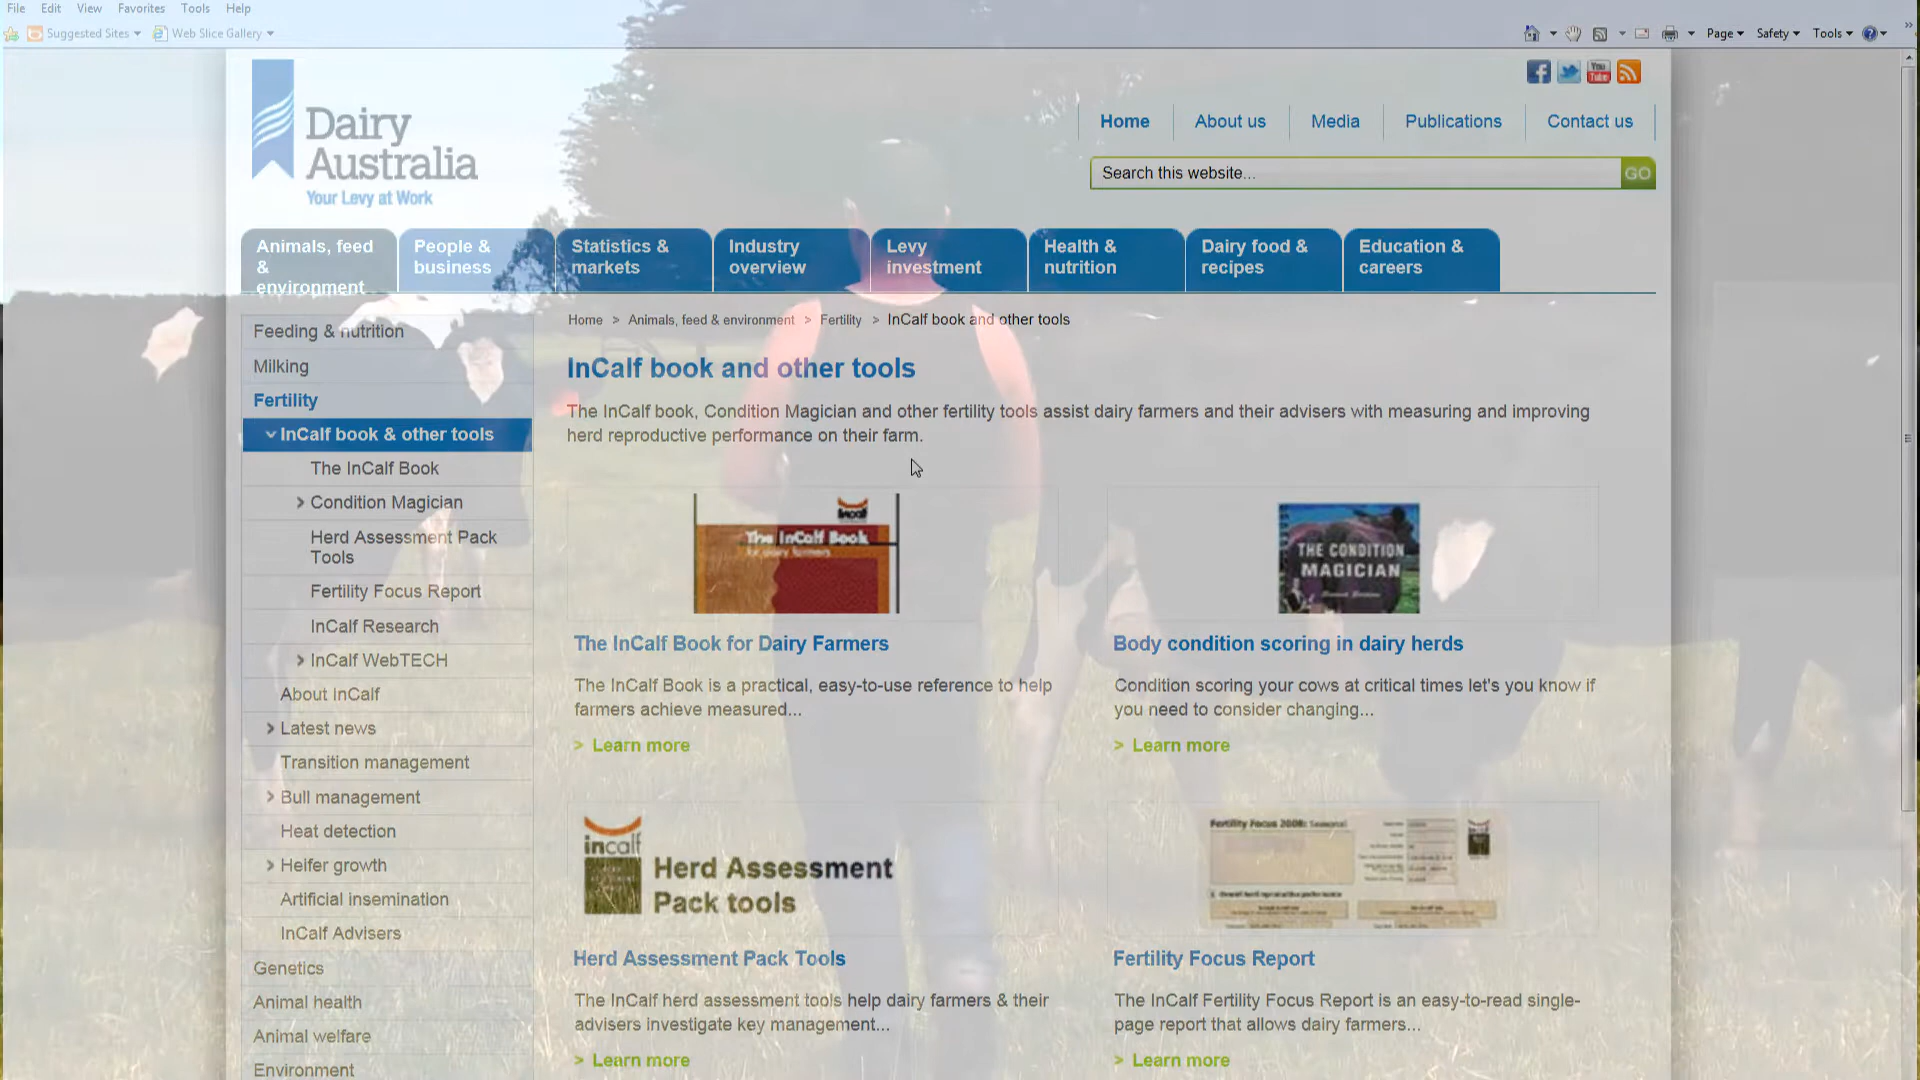 File Edit View Favorites Tools Help
Suggested Sites Web Slice Gallery
Page Safety Tools
Dairy
Australia
Your Levy at Work
You
Tube
Home About us Media Publications Contact us
Search this website... GO
Animals, feed
&
environment
People &
business
Statistics &
markets
Industry
overview
Levy
investment
Health &
nutrition
Dairy food &
recipes
Education &
careers
Home > Animals, feed & environment > Fertility > InCalf book and other tools
Feeding & nutrition
Milking
Fertility
InCalf book & other tools
The InCalf Book
Condition Magician
Herd Assessment Pack
Tools
Fertility Focus Report
InCalf Research
InCalf WebTECH
About InCalf
Latest news
Transition management
Bull management
Heat detection
Heifer growth
Artificial insemination
InCalf Advisers
Genetics
Animal health
Animal welfare
Environment
InCalf book and other tools
The InCalf book, Condition Magician and other fertility tools assist dairy farmers and their advisers with measuring and improving
herd reproductive performance on their farm.
incalf
The InCalf Book
for dairy farmers
The InCalf Book for Dairy Farmers
The InCalf Book is a practical, easy-to-use reference to help
farmers achieve measured...
> Learn more
THE CONDITION
MAGICIAN
Body condition scoring in dairy herds
Condition scoring your cows at critical times let's you know if
you need to consider changing...
> Learn more
incalf
Herd Assessment
Pack tools
Herd Assessment Pack Tools
The InCalf herd assessment tools help dairy farmers & their
advisers investigate key management...
> Learn more
Fertility Focus 2008: Seasonal
Fertility Focus Report
The InCalf Fertility Focus Report is an easy-to-read single-
page report that allows dairy farmers...
> Learn more